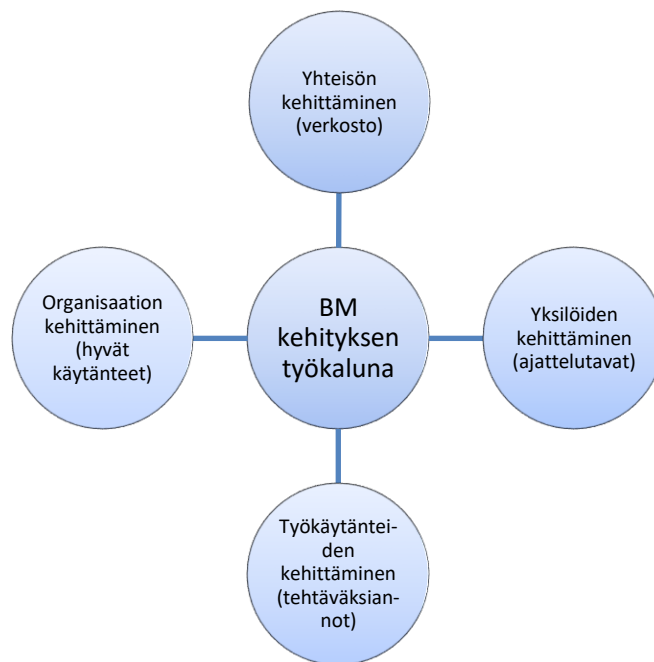 Yhteisön
kehittäminen
(verkosto)
Organisaation
kehittäminen
(hyvät
käytänteet)
BM
kehityksen
työkaluna
Yksilöiden
kehittäminen
(ajattelutavat)
Työkäytäntei-
den
kehittäminen
(tehtäväksian-
not)